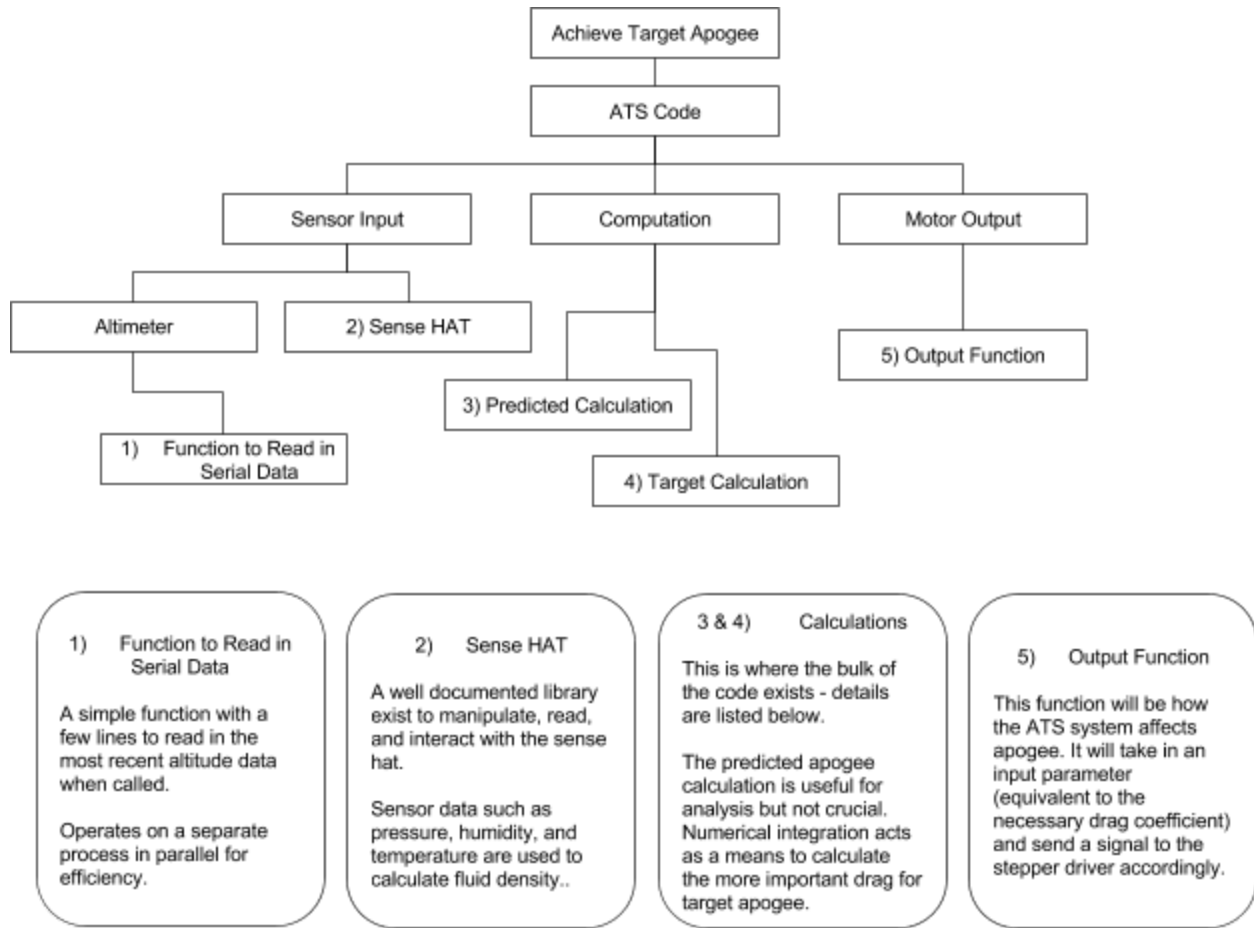 Achieve Target Apogee
ATS Code
Sensor Input
Computation
Motor Output
Altimeter
2) Sense HAT
5) Output Function
3) Predicted Calculation
1) Function to Read in
Serial Data
4) Target Calculation
1) Function to Read in
Serial Data
A simple function with a
few lines to read in the
most recent altitude data
when called.
Operates on a separate
process in parallel for
efficiency.
2) Sense HAT
A well documented library
exist to manipulate, read,
and interact with the sense
hat.
Sensor data such as
pressure, humidity, and
temperature are used to
calculate fluid density..
3 & 4) Calculations
This is where the bulk of
the code exists - details
are listed below.
The predicted apogee
calculation is useful for
analysis but not crucial.
Numerical integration acts
as a means to calculate
the more important drag for
target apogee.
5) Output Function
This function will be how
the ATS system affects
apogee. It will take in an
input parameter
(equivalent to the
necessary drag coefficient)
and send a signal to the
stepper driver accordingly.